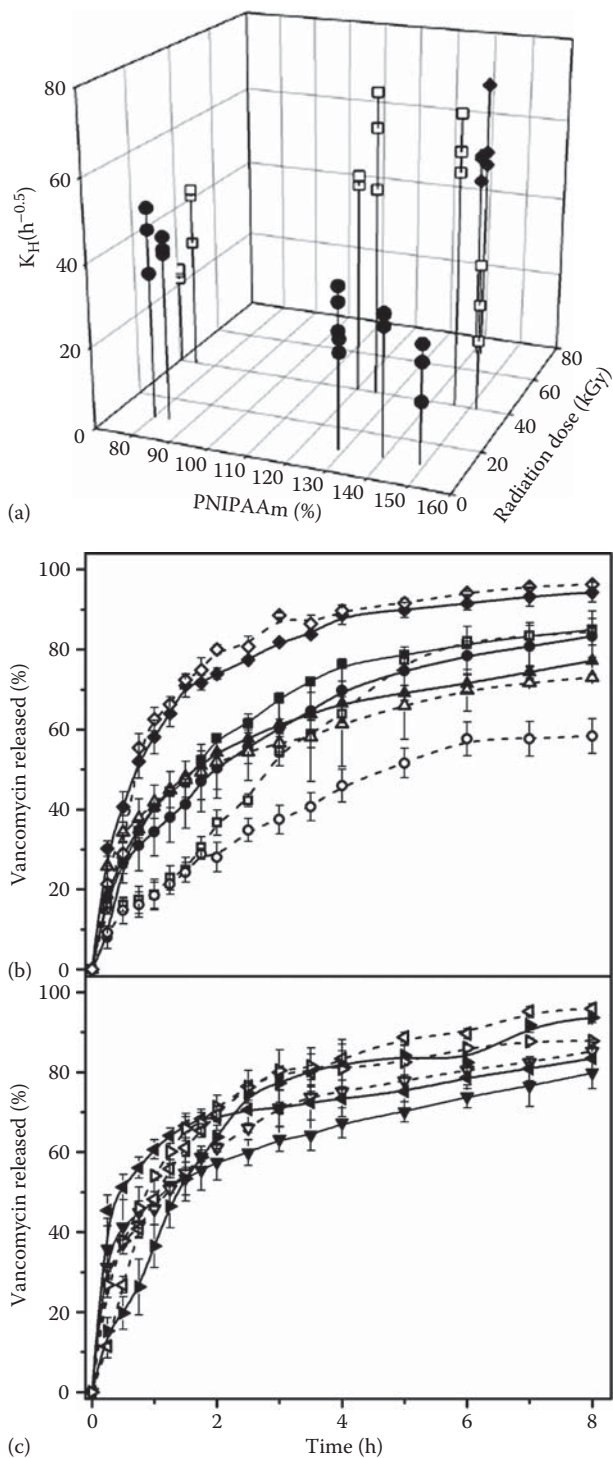 80
60
40
20
0
K_H(h^−0.5)
80 90 100 110 120 130 140 150 160
PNIPAAm (%)
0 20 40 60 80
Radiation dose (kGy)
(a)
100
80
60
40
20
0
Vancomycin released (%)
(b)
100
80
60
40
20
0
Vancomycin released (%)
0 2 4 6 8
(c)
Time (h)